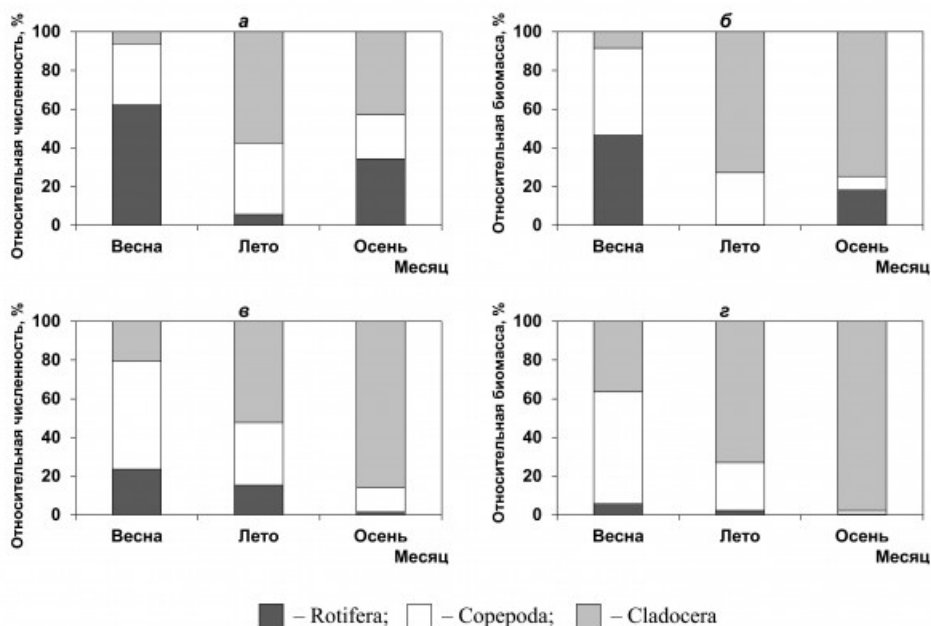 а
Относительная численность, %
100
80
60
40
20
0
Весна Лето Осень
Месяц
б
Относительная биомасса, %
100
80
60
40
20
0
Весна Лето Осень
Месяц
в
Относительная численность, %
100
80
60
40
20
0
Весна Лето Осень
Месяц
г
Относительная биомасса, %
100
80
60
40
20
0
Весна Лето Осень
Месяц
– Rotifera; – Copepoda; – Cladocera